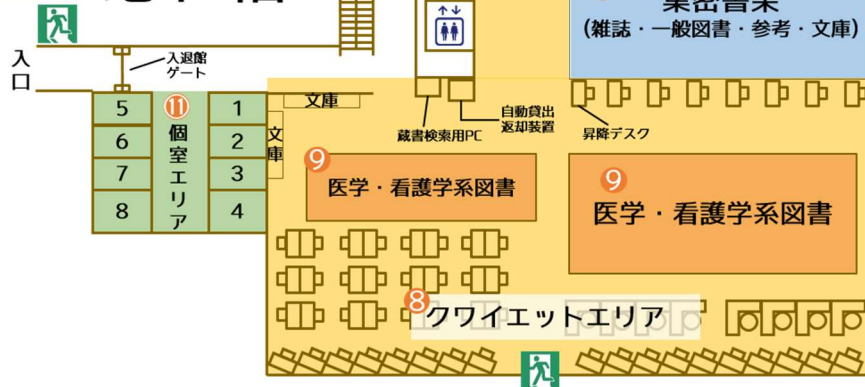 (雑誌・一般図書・参考・文庫)
入口
入退館
ゲート
5
6
7
8
⑪
個室エリア
1
2
3
4
文庫
文庫
蔵書検索用PC
自動貸出
返却装置
昇降デスク
9
医学・看護学系図書
9
医学・看護学系図書
8
クワイエットエリア